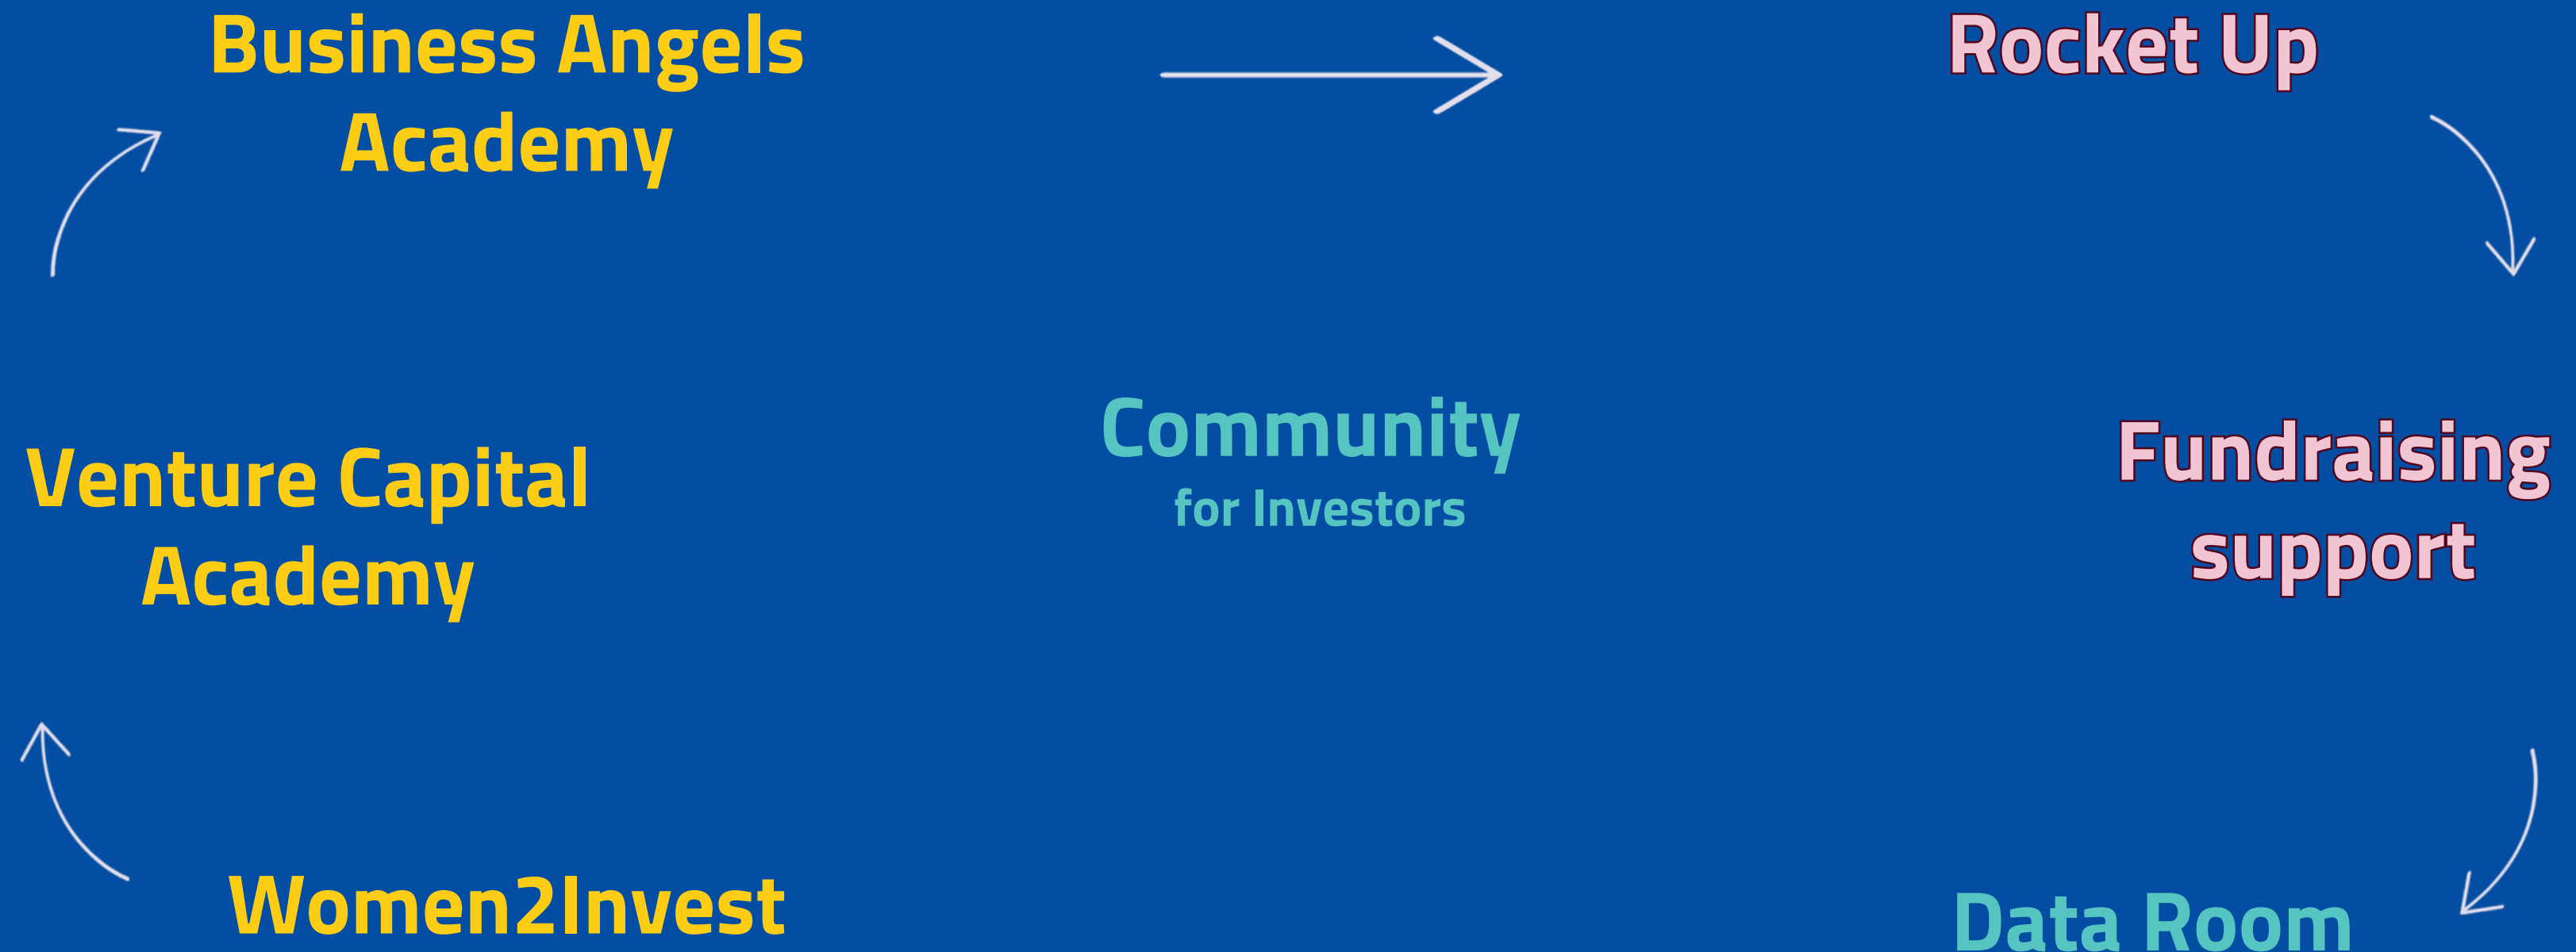 Business Angels
Academy
Rocket Up
Community
for Investors
Venture Capital
Academy
Fundraising
support
Women2Invest
Data Room